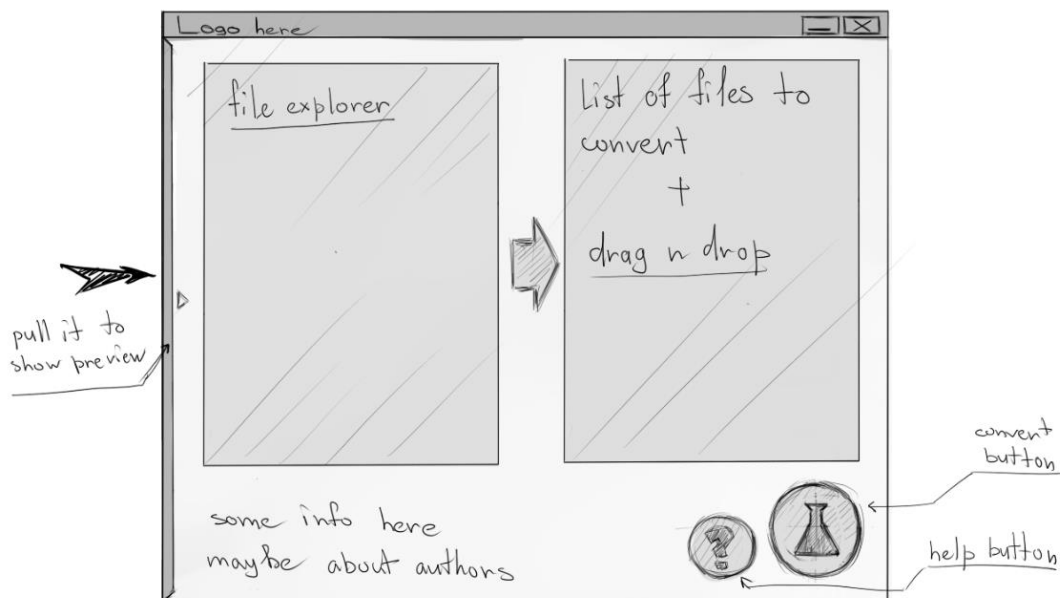 Logo here
file explorer
List of files to
convert
+
drag n drop
pull it to
show preview
convert
button
some info here
maybe about authors
?
help button